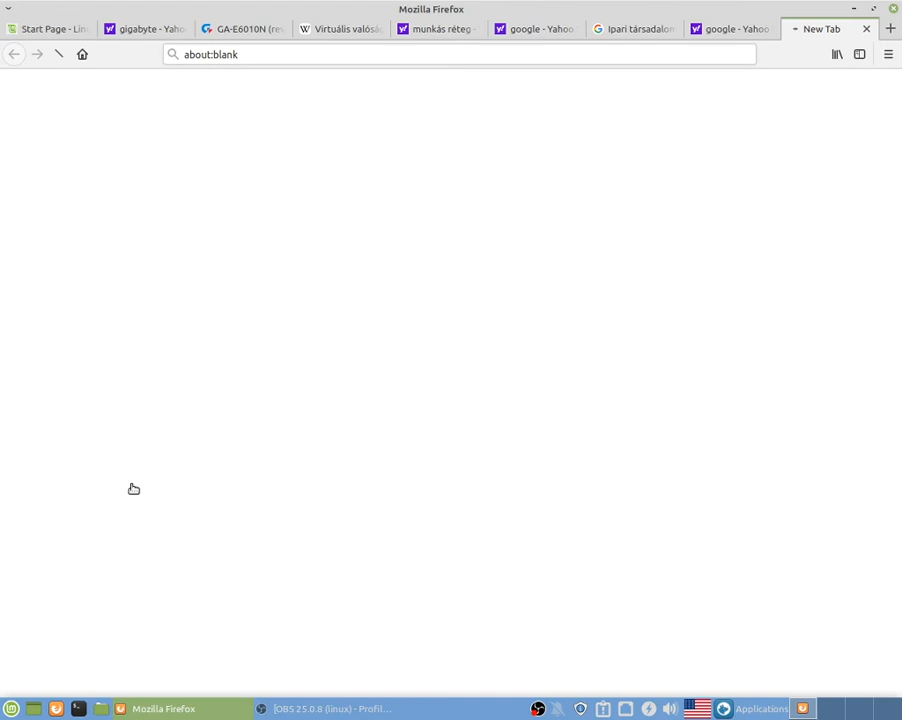 Mozilla Firefox
Start Page - Lin
gigabyte - Yaho
GA-E6010N (rev
Virtuális valósá
munkás réteg -
google - Yahoo
Ipari társadalom
google - Yahoo
New Tab
about:blank
Mozilla Firefox
[OBS 25.0.8 (linux) - Profil...
Applications